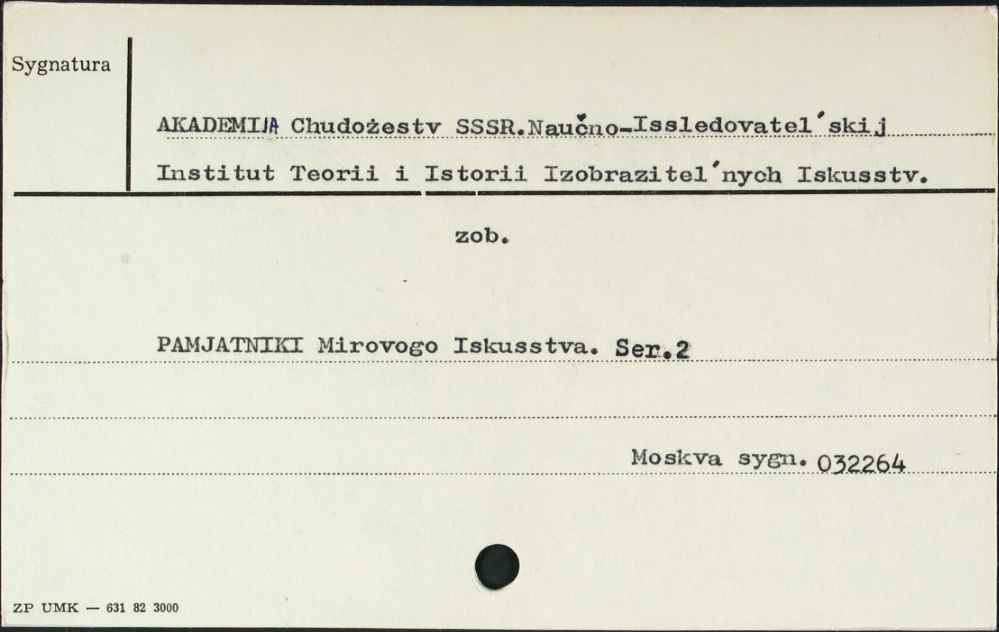 Sygnatura
AKADEMIJA Chudożestv SSSR.Naučno-Issledovatel'skij
Institut Teorii i Istorii Izobrazitel'nych Iskusstv.
zob.
PAMJATNIKI Mirovogo Iskusstva. Ser.2
Moskva sygn. 032264
ZP UMK — 631 82 3000